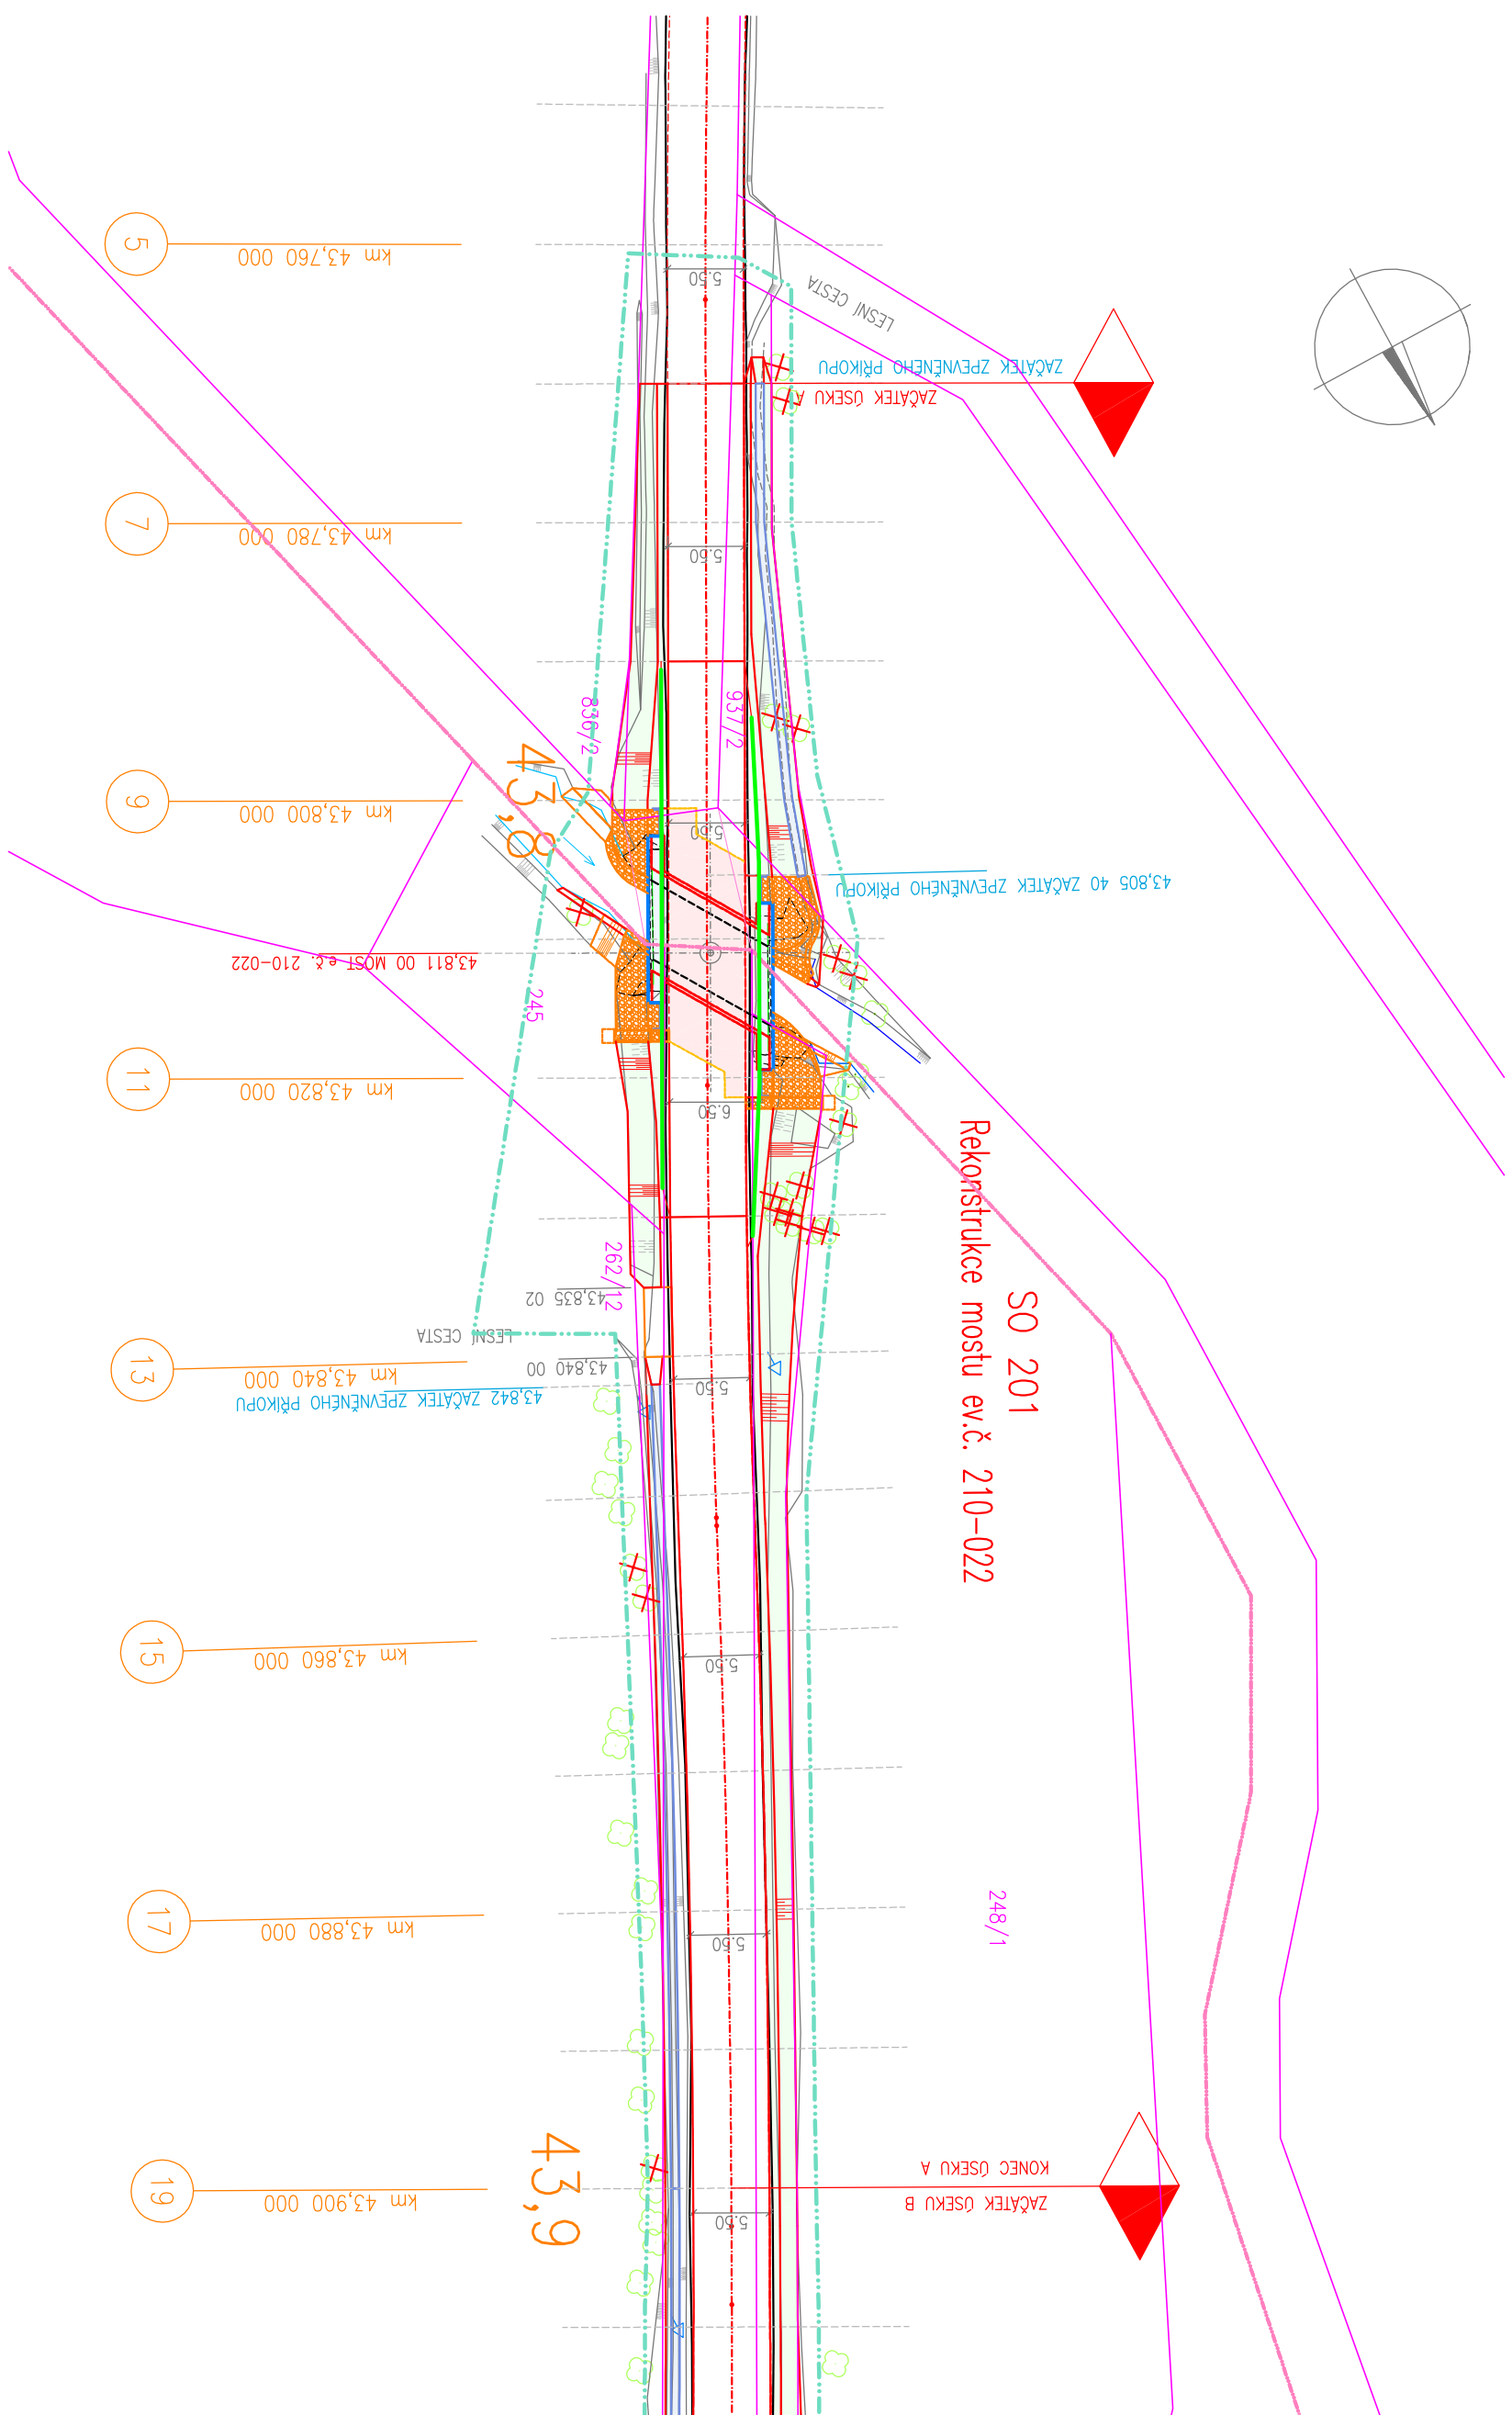 5
km 43,760 000
5.50
LESNÍ CESTA
ZAČÁTEK ZPEVNĚNÉHO PŘÍKOPU
ZAČÁTEK ÚSEKU A
7
km 43,780 000
5.60
836/2
937/2
43,8
9
km 43,800 000
5.50
43,805 40 ZAČÁTEK ZPEVNĚNÉHO PŘÍKOPU
43,811 00 MOST eč. 210-022
245
11
km 43,820 000
6.50
SO 201
Rekonstrukce mostu ev.č. 210-022
262/12
43,835 02
LESNÍ CESTA
13
km 43,840 000
43,840 00
5.50
43,842 ZAČÁTEK ZPEVNĚNÉHO PŘÍKOPU
15
km 43,860 000
5.50
248/1
17
km 43,880 000
5.50
43,9
KONEC ÚSEKU A
ZAČÁTEK ÚSEKU B
19
km 43,900 000
5.50